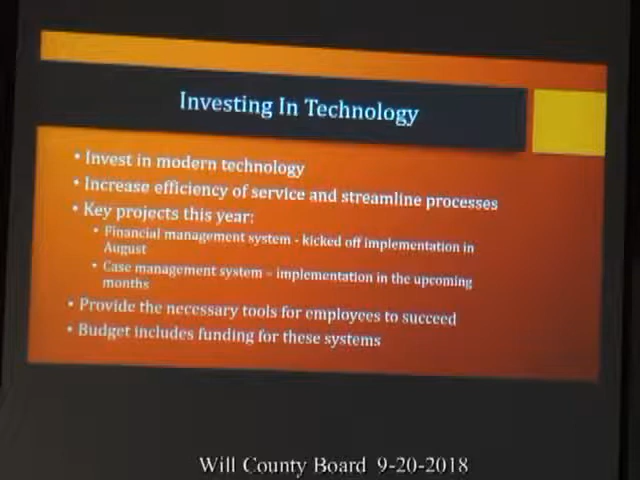 Investing In Technology
• Invest in modern technology
• Increase efficiency of service and streamline processes
• Key projects this year:
• Financial management system - kicked off implementation in
August
• Case management system – implementation in the upcoming
months
• Provide the necessary tools for employees to succeed
• Budget includes funding for these systems
Will County Board 9-20-2018